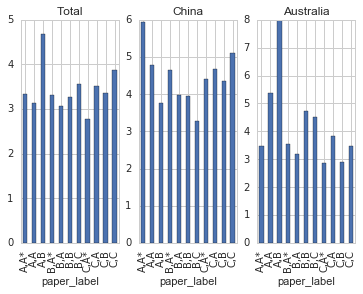 Total China Australia
5 6 8
7
5
4 6
4
5
3
3 4
2
3
2
2
1
1
1
0 0 0
A,A* A,A A,B B,A* B,A B,B B,C C,A* C,A C,B C,C A,A* A,A A,B B,A* B,A B,B B,C C,A* C,A C,B C,C A,A* A,A A,B B,A* B,A B,B B,C C,A* C,A C,B C,C
paper_label paper_label paper_label